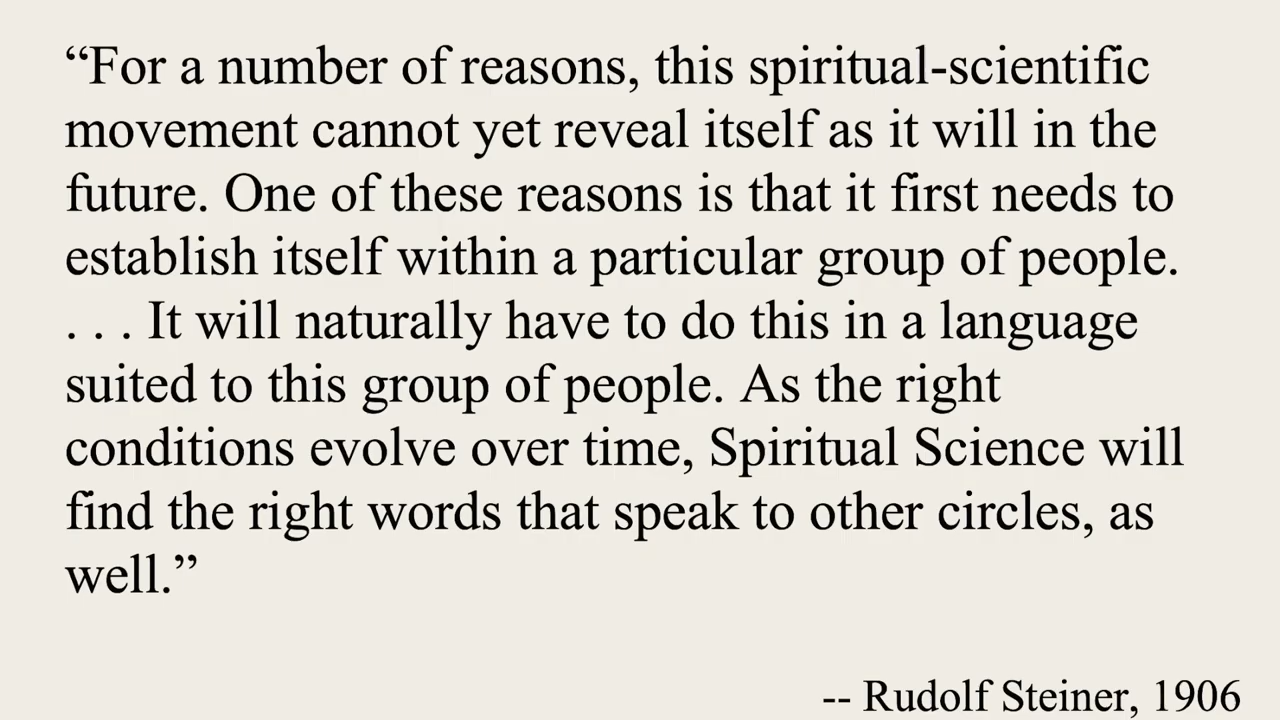 “For a number of reasons, this spiritual-scientific
movement cannot yet reveal itself as it will in the
future. One of these reasons is that it first needs to
establish itself within a particular group of people.
. . . It will naturally have to do this in a language
suited to this group of people. As the right
conditions evolve over time, Spiritual Science will
find the right words that speak to other circles, as
well.”
-- Rudolf Steiner, 1906